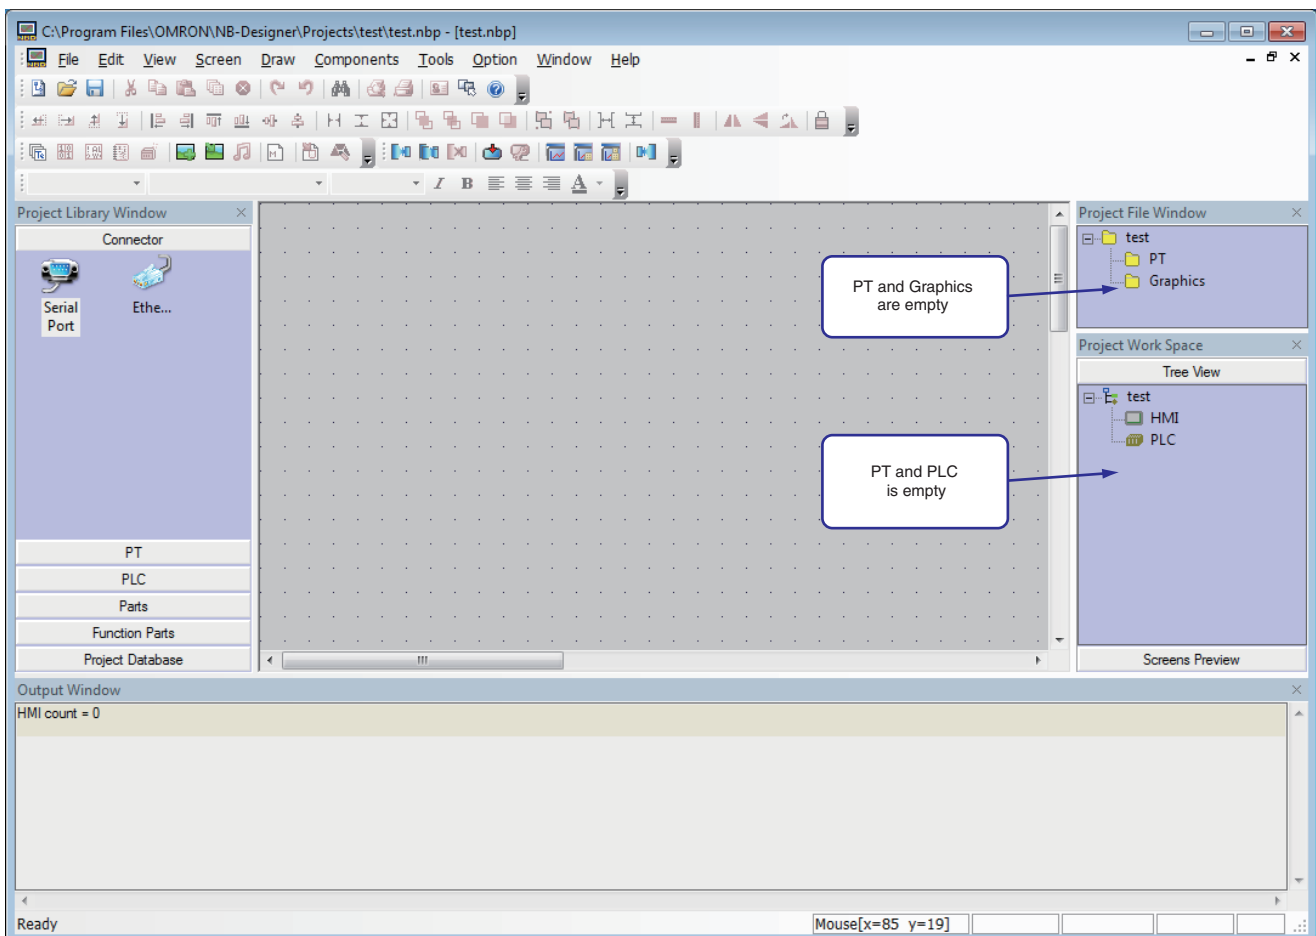 C:\Program Files\OMRON\NB-Designer\Projects\test\test.nbp - [test.nbp]
File Edit View Screen Draw Components Tools Option Window Help
Project Library Window
Connector
Serial Port
Ethe...
PT
PLC
Parts
Function Parts
Project Database
PT and Graphics
are empty
PT and PLC
is empty
Project File Window
test
PT
Graphics
Project Work Space
Tree View
test
HMI
PLC
Screens Preview
Output Window
HMI count = 0
Ready
Mouse[x=85 y=19]